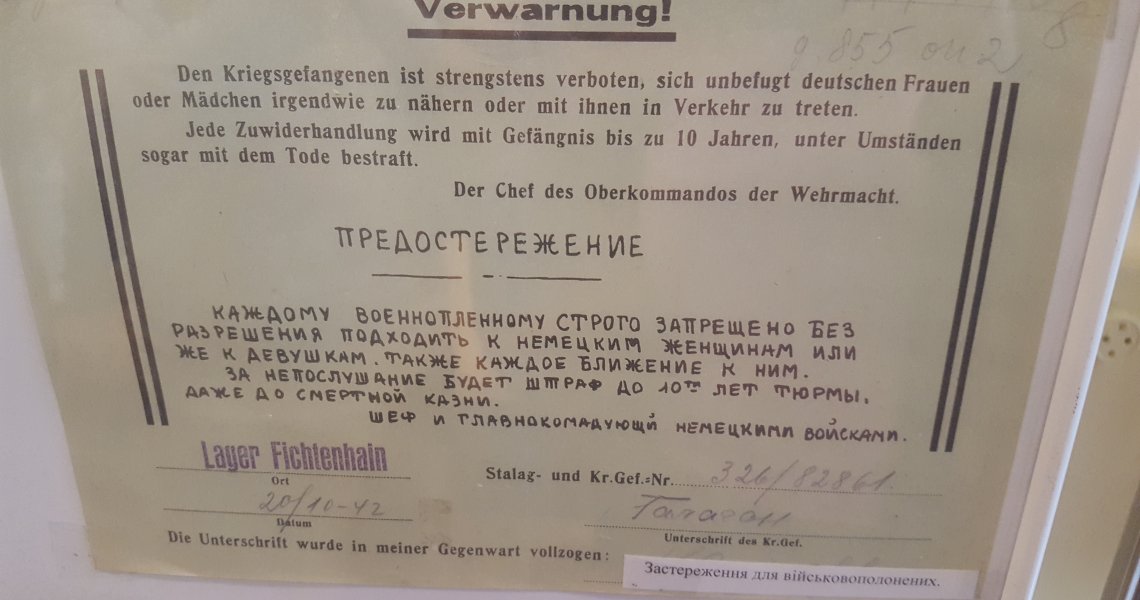 Verwarnung!
Den Kriegsgefangenen ist strengstens verboten, sich unbefugt deutschen Frauen
oder Mädchen irgendwie zu nähern oder mit ihnen in Verkehr zu treten.
Jede Zuwiderhandlung wird mit Gefängnis bis zu 10 Jahren, unter Umständen
sogar mit dem Tode bestraft.
Der Chef des Oberkommandos der Wehrmacht.
ПРЕДОСТЕРЕЖЕНИЕ
КАЖДОМУ ВОЕННОПЛЕННОМУ СТРОГО ЗАПРЕЩЕНО БЕЗ
РАЗРЕШЕНИЯ ПОДХОДИТЬ К НЕМЕЦКИМ ЖЕНЩИНАМ ИЛИ
ЖЕ К ДЕВУШКАМ. ТАКЖЕ КАЖДОЕ БЛИЖЕНИЕ К НИМ.
ЗА НЕПОСЛУШАНИЕ БУДЕТ ШТРАФ ДО 10ТИ ЛЕТ ТЮРМЫ.
ДАЖЕ ДО СМЕРТНОЙ КАЗНИ.
ШЕФ И ГЛАВНОКОМАДУЮЩЙ НЕМЕЦКИМИ ВОЙСКАМИ.
Lager Fichtenhain
Ort
Stalag- und Kr.Gef.=Nr. 326/82861.
20/10-42
Datum
Unterschrift des Kr.Gef.
Die Unterschrift wurde in meiner Gegenwart vollzogen:
Застереження для військовополонених.